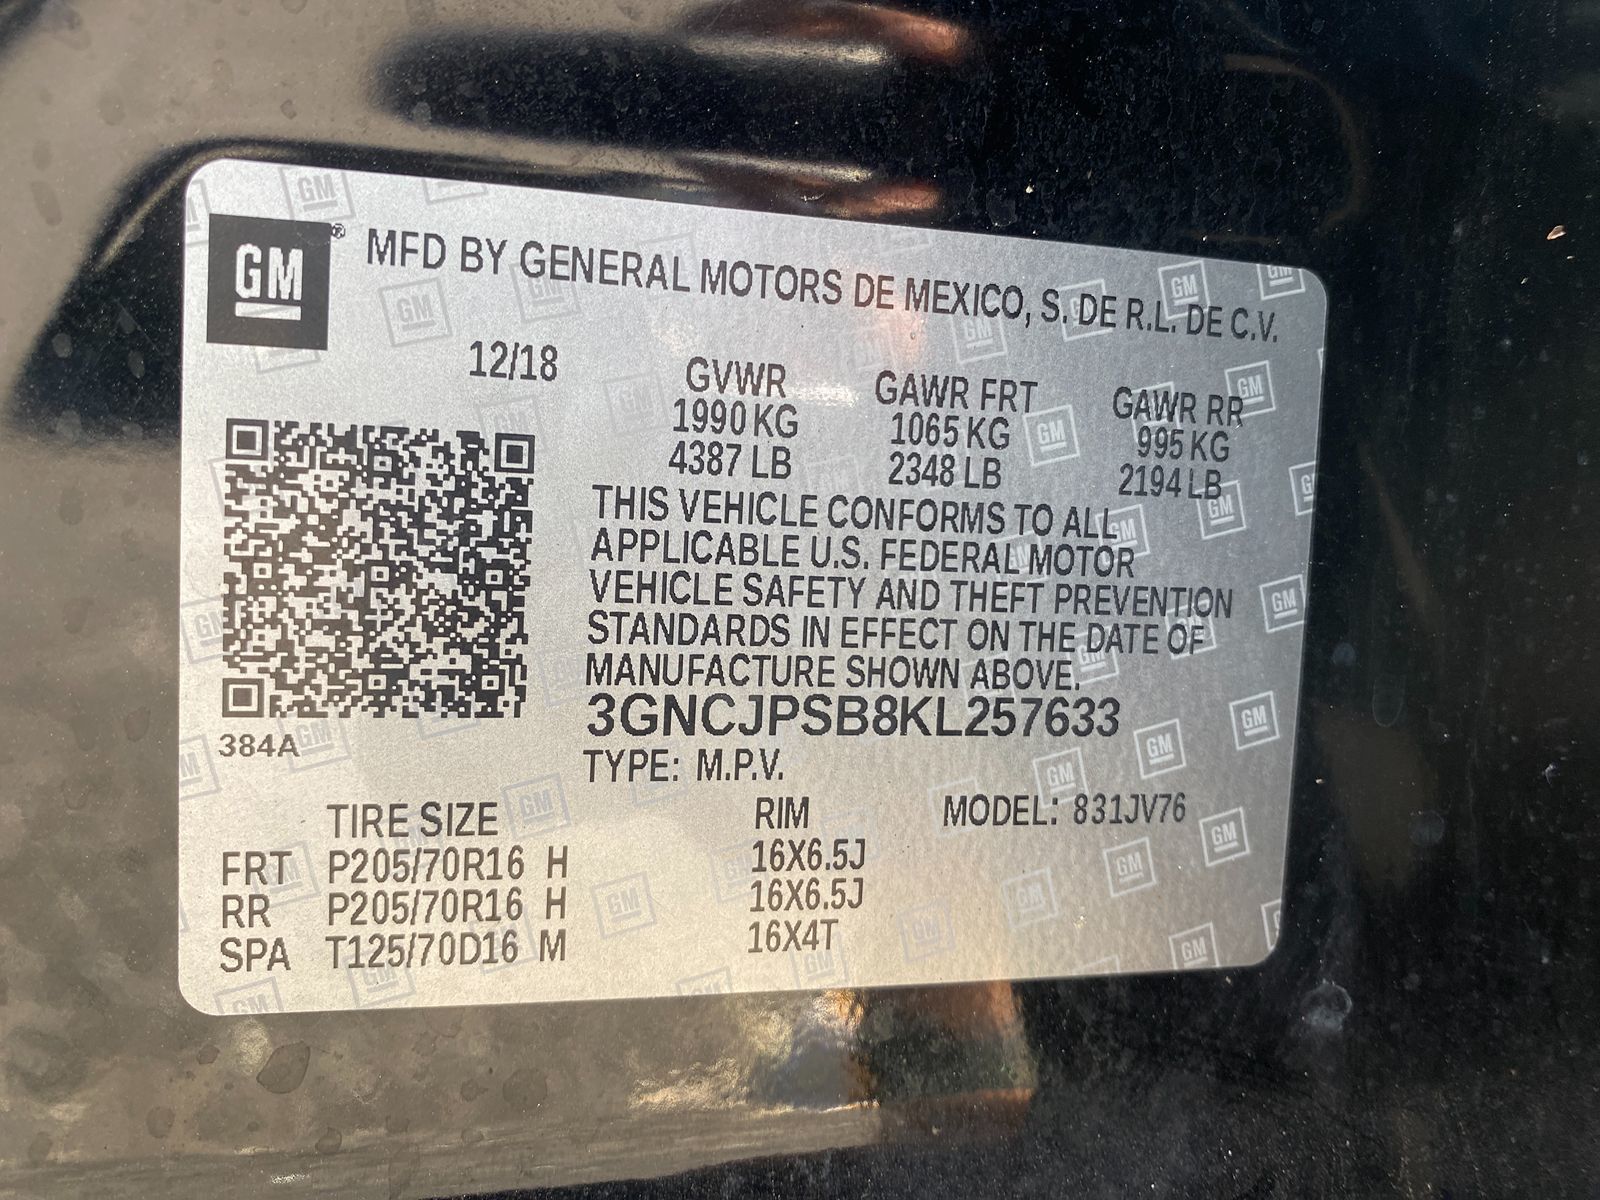 GM ® MFD BY GENERAL MOTORS DE MEXICO, S. DE R.L. DE C.V.
12/18
GVWR GAWR FRT GAWR RR
1990 KG 1065 KG 995 KG
4387 LB 2348 LB 2194 LB
THIS VEHICLE CONFORMS TO ALL
APPLICABLE U.S. FEDERAL MOTOR
VEHICLE SAFETY AND THEFT PREVENTION
STANDARDS IN EFFECT ON THE DATE OF
MANUFACTURE SHOWN ABOVE.
3GNCJPSB8KL257633
384A
TYPE: M.P.V.
TIRE SIZE RIM MODEL: 831JV76
FRT P205/70R16 H 16X6.5J
RR P205/70R16 H 16X6.5J
SPA T125/70D16 M 16X4T